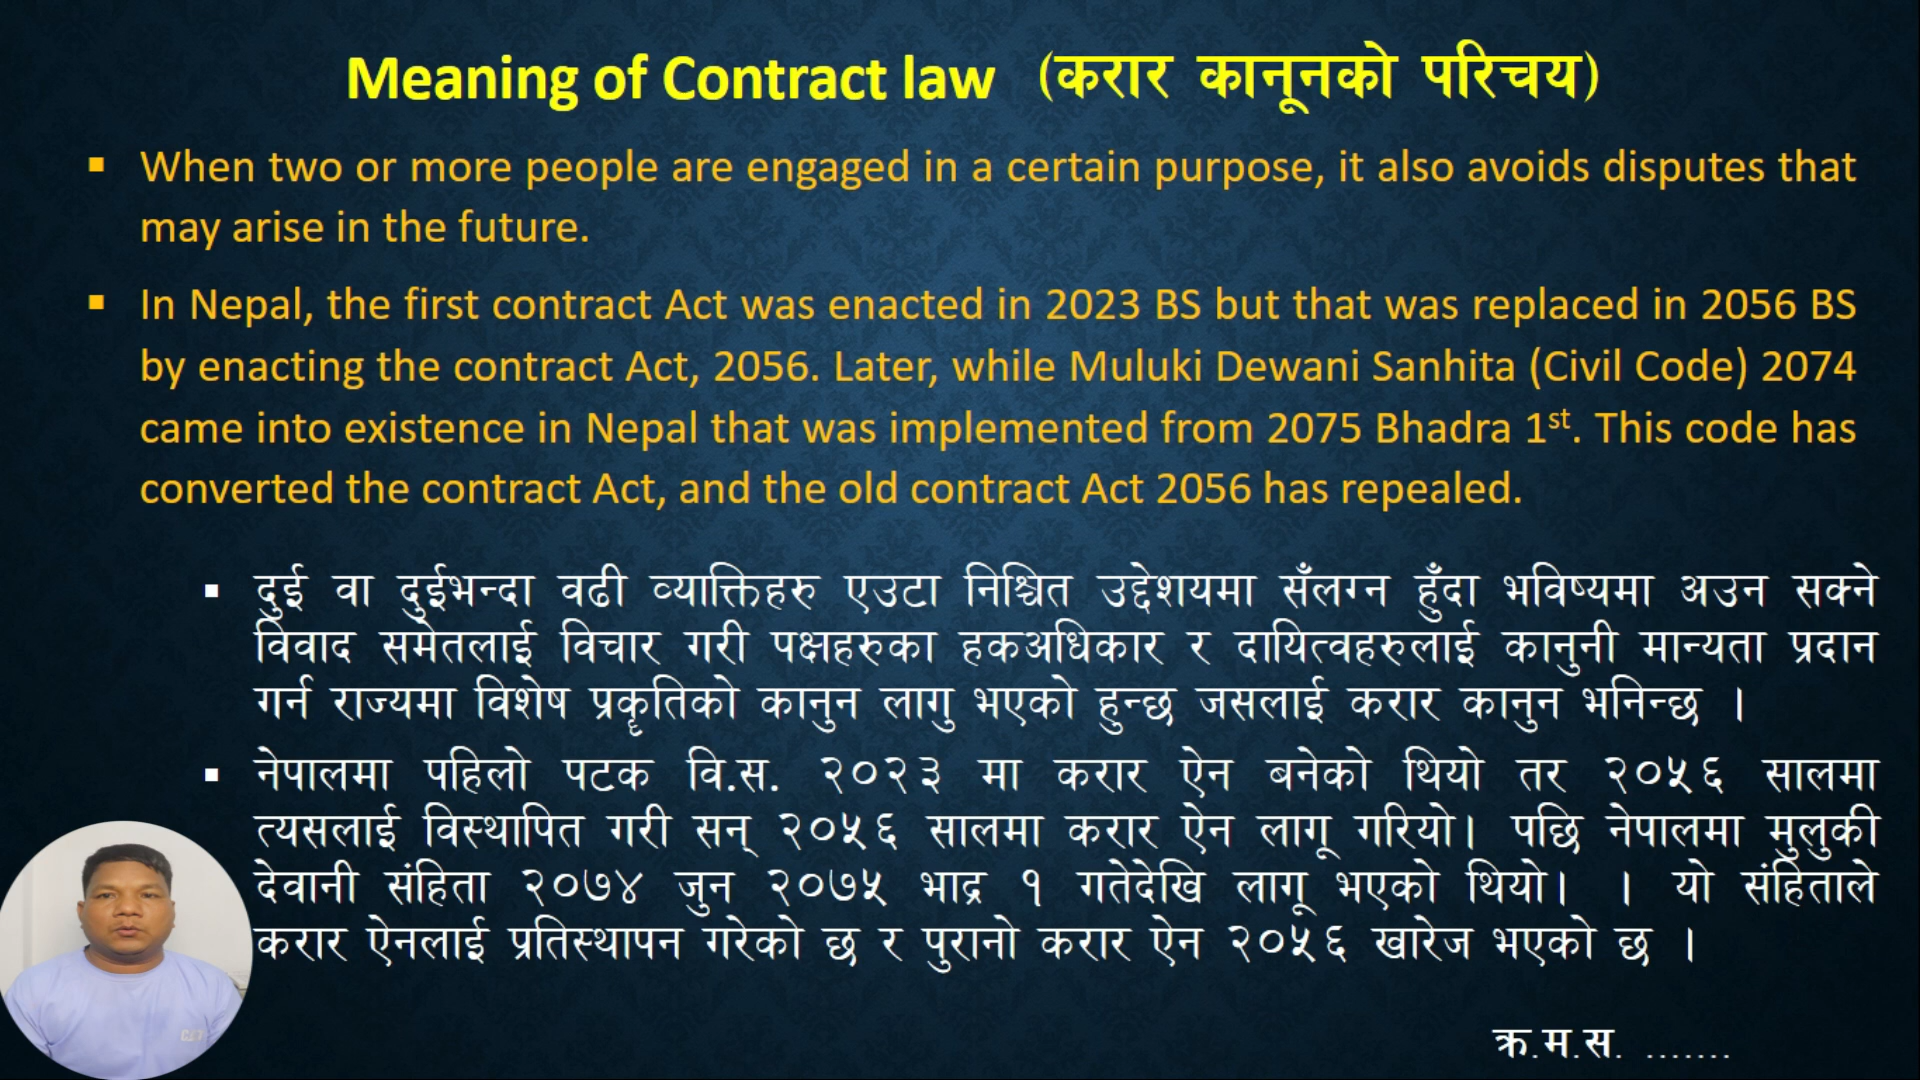 Meaning of Contract law (करार कानूनको परिचय)
▪ When two or more people are engaged in a certain purpose, it also avoids disputes that
may arise in the future.
▪ In Nepal, the first contract Act was enacted in 2023 BS but that was replaced in 2056 BS
by enacting the contract Act, 2056. Later, while Muluki Dewani Sanhita (Civil Code) 2074
came into existence in Nepal that was implemented from 2075 Bhadra 1st. This code has
converted the contract Act, and the old contract Act 2056 has repealed.
▪ दुई वा दुईभन्दा वढी व्याक्तिहरु एउटा निश्चित उद्देशयमा सँलग्न हुँदा भविष्यमा अउन सक्ने
विवाद समेतलाई विचार गरी पक्षहरुका हकअधिकार र दायित्वहरुलाई कानुनी मान्यता प्रदान
गर्न राज्यमा विशेष प्रकृतिको कानुन लागु भएको हुन्छ जसलाई करार कानुन भनिन्छ ।
▪ नेपालमा पहिलो पटक वि.स. २०२३ मा करार ऐन बनेको थियो तर २०५६ सालमा
त्यसलाई विस्थापित गरी सन् २०५६ सालमा करार ऐन लागू गरियो। पछि नेपालमा मुलुकी
देवानी संहिता २०७४ जुन २०७५ भाद्र १ गतेदेखि लागू भएको थियो। । यो संहिताले
करार ऐनलाई प्रतिस्थापन गरेको छ र पुरानो करार ऐन २०५६ खारेज भएको छ ।
क्र.म.स. .......